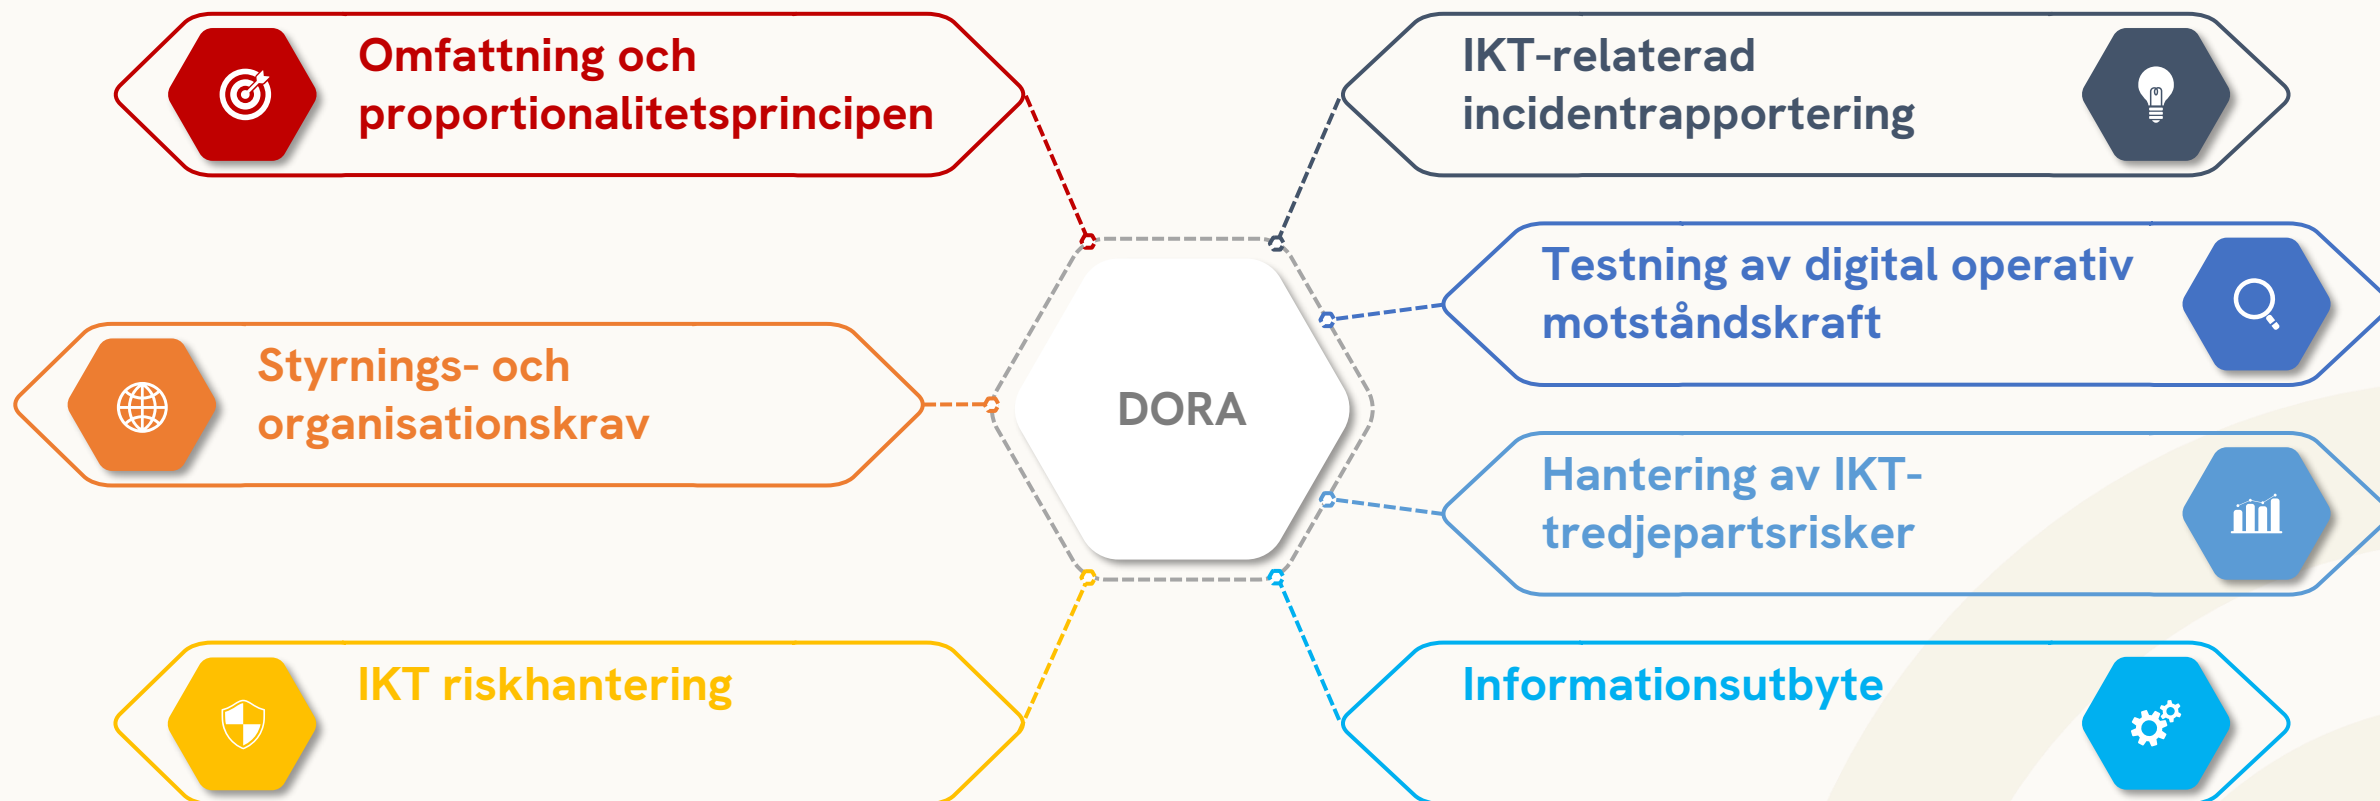 Omfattning och
proportionalitetsprincipen
Styrnings- och
organisationskrav
IKT riskhantering
DORA
IKT-relaterad
incidentrapportering
Testning av digital operativ
motståndskraft
Hantering av IKT-
tredjepartsrisker
Informationsutbyte